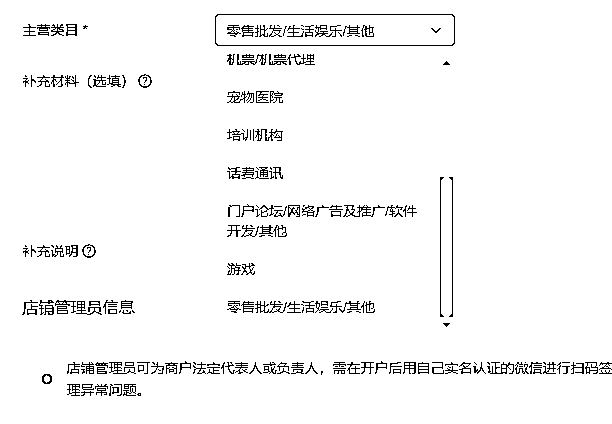 主营类目 *
零售批发/生活娱乐/其他
机票/机票代理
补充材料（选填）
宠物医院
培训机构
话费通讯
门户论坛/网络广告及推广/软件
开发/其他
补充说明
游戏
店铺管理员信息
零售批发/生活娱乐/其他
店铺管理员可为商户法定代表人或负责人，需在开户后用自己实名认证的微信进行扫码签
理异常问题。